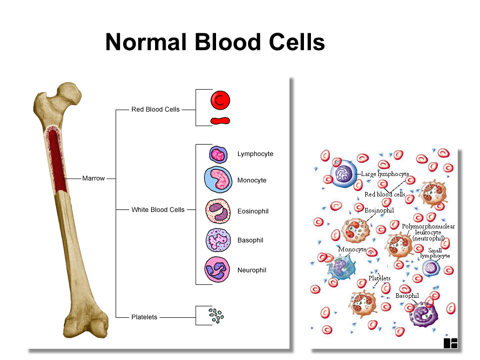 Normal Blood Cells
Red Blood Cells
Lymphocyte
Monocyte
Marrow
White Blood Cells
Eosinophil
Basophil
Neurophil
Platelets
Large lymphocyte
Red blood cells
Eosinophil
Polymorphonuclear
leukocyte
(neutrophil)
Monocyte
Small
lymphocyte
Platelets
Basophil